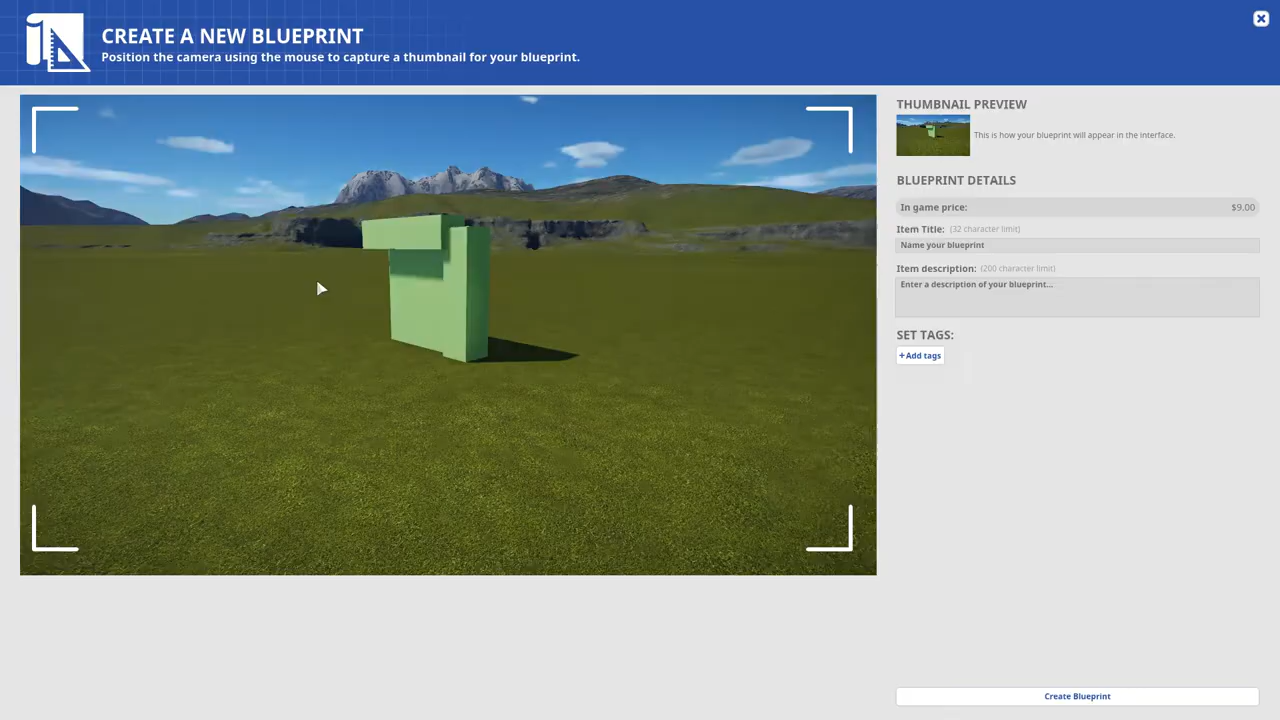 CREATE A NEW BLUEPRINT
Position the camera using the mouse to capture a thumbnail for your blueprint.
THUMBNAIL PREVIEW
This is how your blueprint will appear in the interface.
BLUEPRINT DETAILS
In game price: $9.00
Item Title: (32 character limit)
Name your blueprint
Item description: (200 character limit)
Enter a description of your blueprint...
SET TAGS:
+Add tags
Create Blueprint